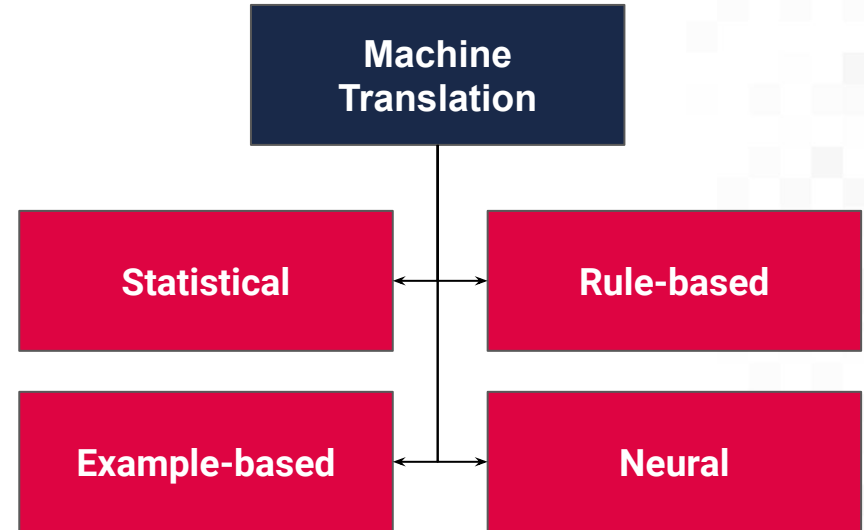 Machine
Translation
Statistical
Rule-based
Example-based
Neural